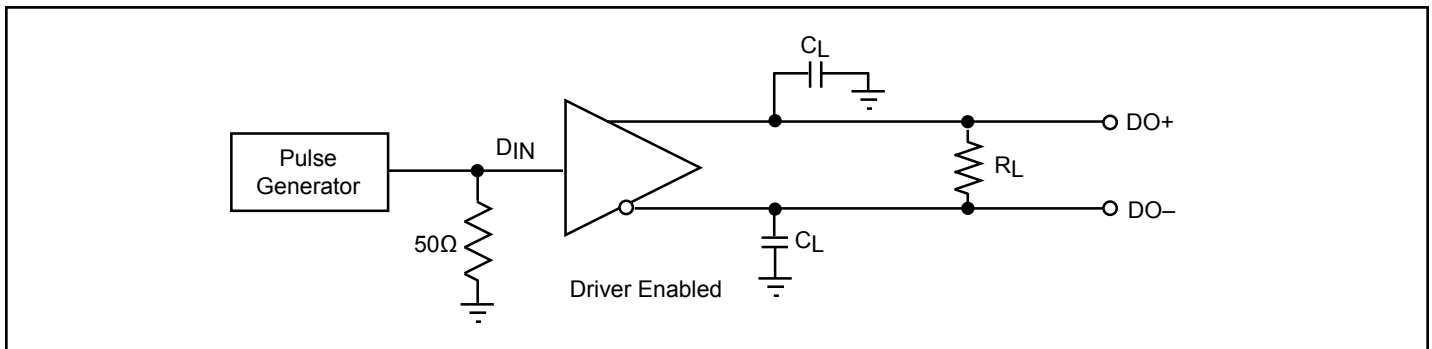 CL
DO+
Pulse
Generator
DIN
RL
DO–
50Ω
CL
Driver Enabled